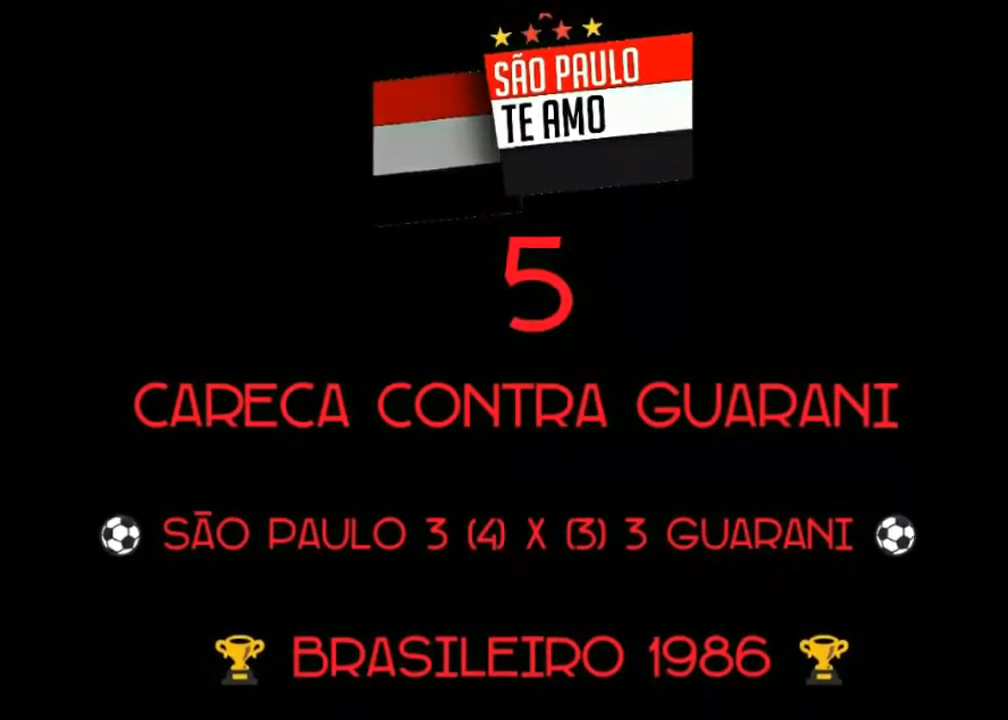 SÃO PAULO
TE AMO
5
CARECA CONTRA GUARANI
SÃO PAULO 3 (4) X (3) 3 GUARANI
BRASILEIRO 1986